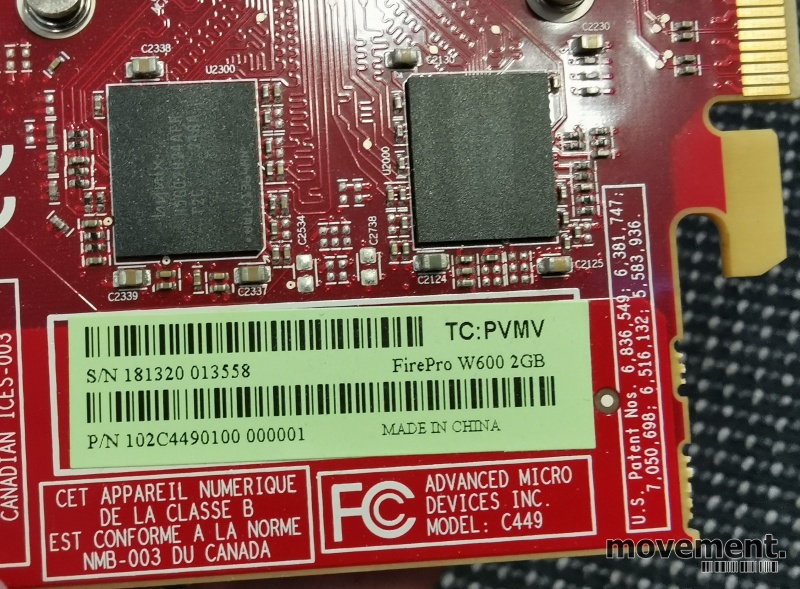 C2338
U2300
C2130
C2230
hynix
U2000
C2534
C2738
C2339
C2337
C2124
C2125
TC:PVMV
S/N 181320 013558
FirePro W600 2GB
P/N 102C4490100 000001
MADE IN CHINA
CANADIAN ICES-003
CET APPAREIL NUMERIQUE
DE LA CLASSE B
EST CONFORME A LA NORME
NMB-003 DU CANADA
FC
ADVANCED MICRO
DEVICES INC.
MODEL: C449
U.S. Patent Nos. 6,836,549; 6,381,747;
7,050,698; 6,516,132; 5,583,936.
movement.